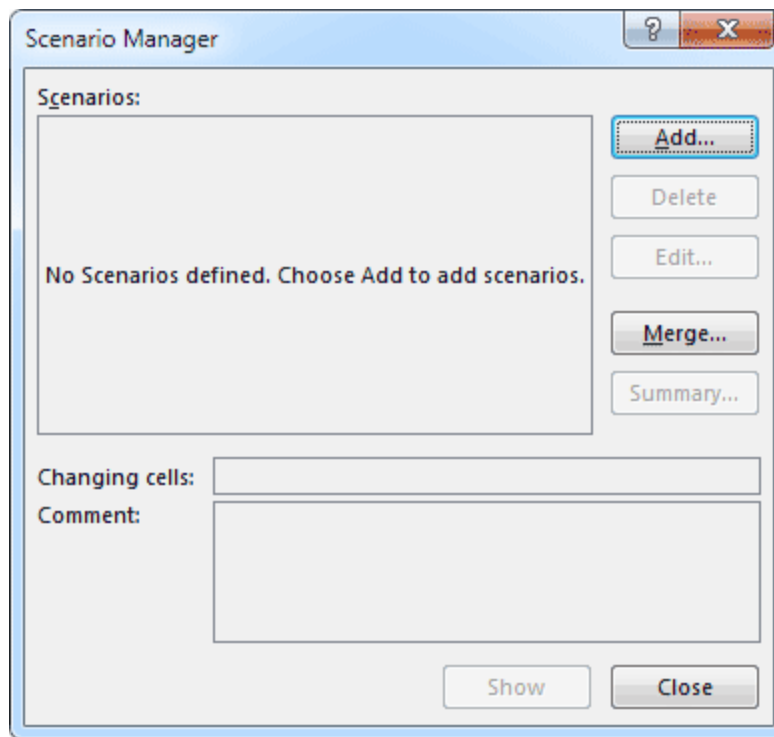 Scenario Manager
?
Scenarios:
Add...
Delete
No Scenarios defined. Choose Add to add scenarios.
Edit...
Merge...
Summary...
Changing cells:
Comment:
Show
Close